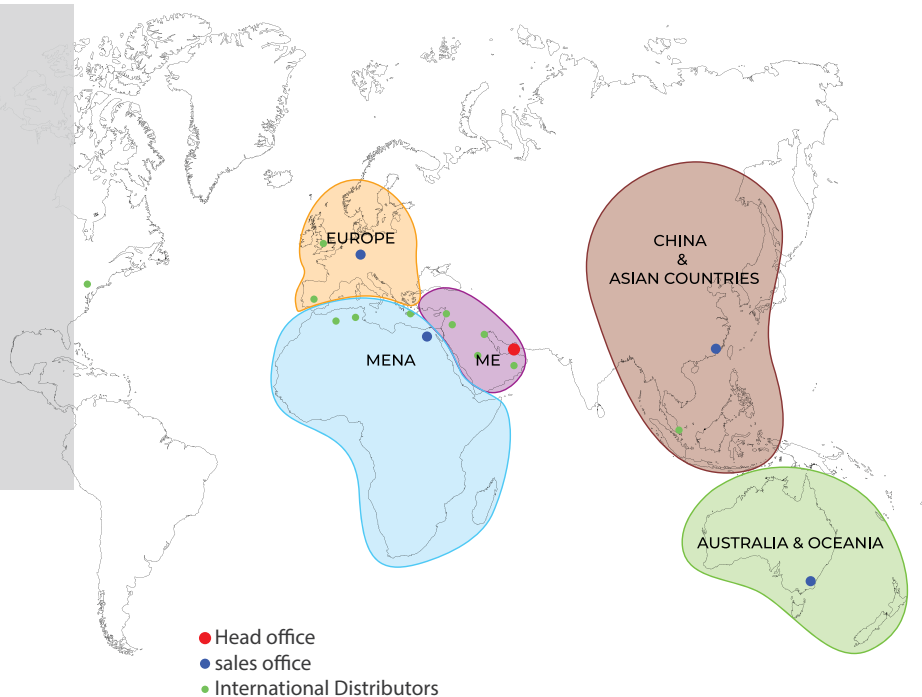 EUROPE
CHINA
&
ASIAN COUNTRIES
MENA
ME
AUSTRALIA & OCEANIA
Head office
sales office
International Distributors